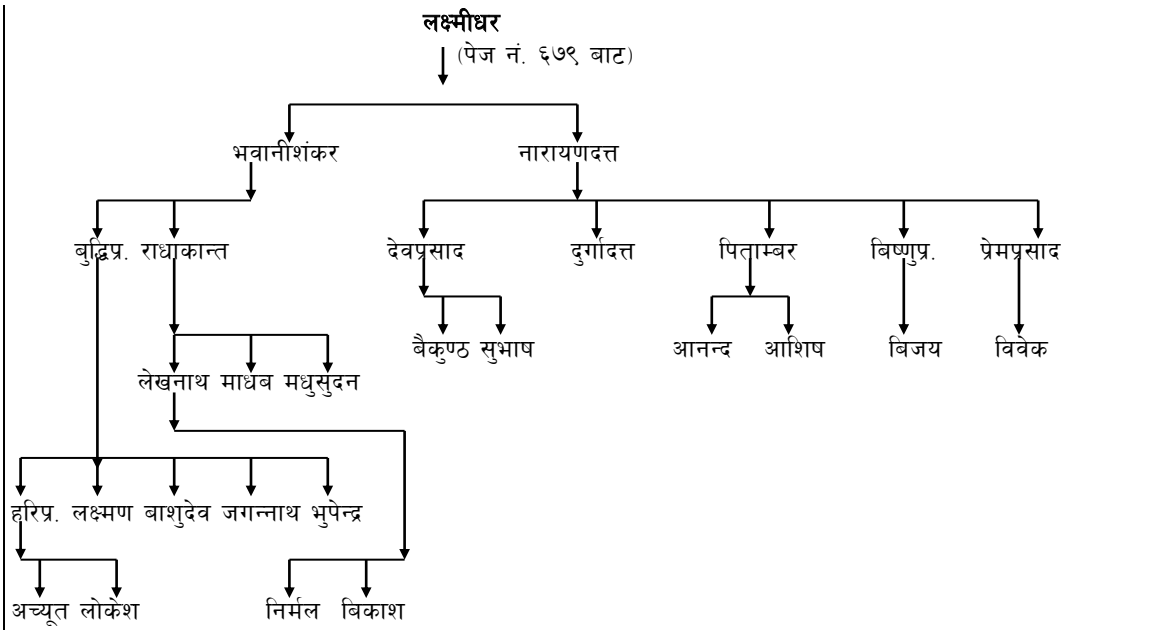 लक्ष्मीधर
(पेज नं. ६७९ बाट)
भवानीशंकर नारायणदत्त
बुद्धिप्र. राधाकान्त देवप्रसाद दुर्गादत्त पिताम्बर बिष्णुप्र. प्रेमप्रसाद
बैकुण्ठ सुभाष आनन्द आशिष बिजय विवेक
लेखनाथ माधब मधुसुदन
हरिप्र. लक्ष्मण बाशुदेव जगन्नाथ भुपेन्द्र
अच्यूत लोकेश निर्मल बिकाश